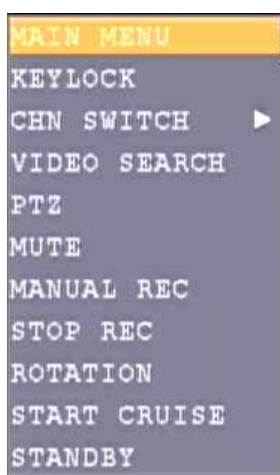 MAIN MENU
KEYLOCK
CHN SWITCH
VIDEO SEARCH
PTZ
MUTE
MANUAL REC
STOP REC
ROTATION
START CRUISE
STANDBY